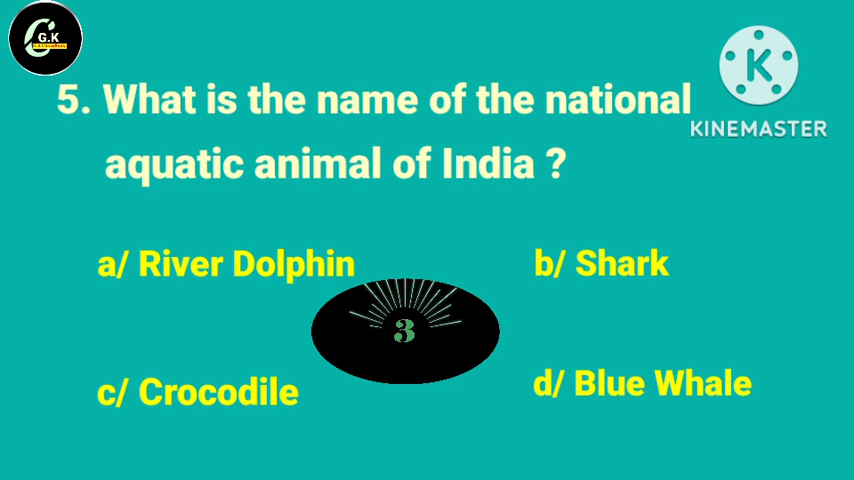 G.K
KINEMASTER
5. What is the name of the national
aquatic animal of India ?
a/ River Dolphin
b/ Shark
3
c/ Crocodile
d/ Blue Whale